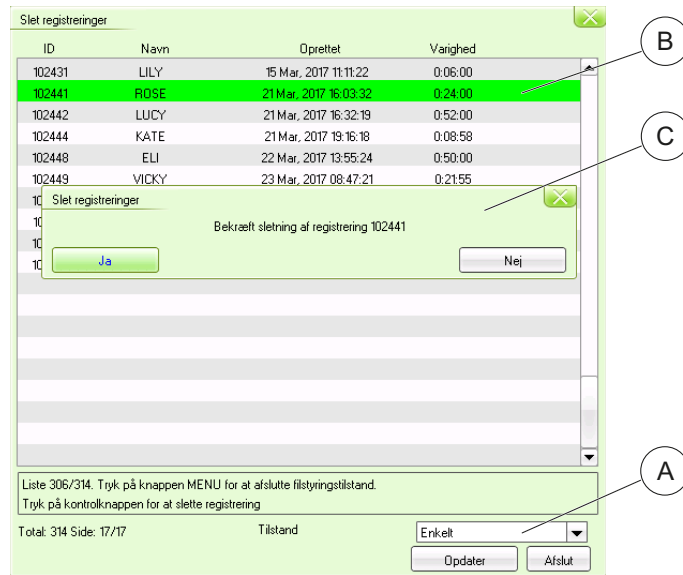 Slet registreringer
ID Navn Oprettet Varighed
102431 LILY 15 Mar, 2017 11:11:22 0:06:00
102441 ROSE 21 Mar, 2017 16:03:32 0:24:00
102442 LUCY 21 Mar, 2017 16:32:19 0:52:00
102444 KATE 21 Mar, 2017 19:16:18 0:08:58
102448 ELI 22 Mar, 2017 13:55:24 0:50:00
102449 VICKY 23 Mar, 2017 08:47:21 0:21:55
Slet registreringer
Bekræft sletning af registrering 102441
Ja Nej
Liste 306/314. Tryk på knappen MENU for at afslutte filstyringstilstand.
Tryk på kontrolknappen for at slette registrering
Total: 314 Side: 17/17 Tilstand Enkelt
Opdater Afslut
B
C
A